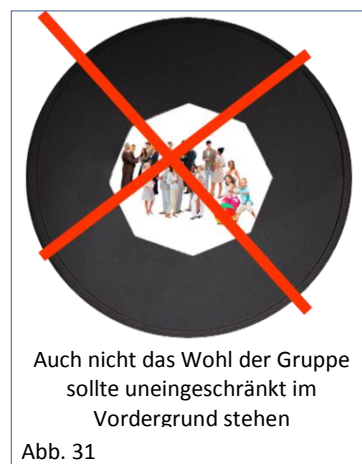 Auch nicht das Wohl der Gruppe
sollte uneingeschränkt im
Vordergrund stehen
Abb. 31